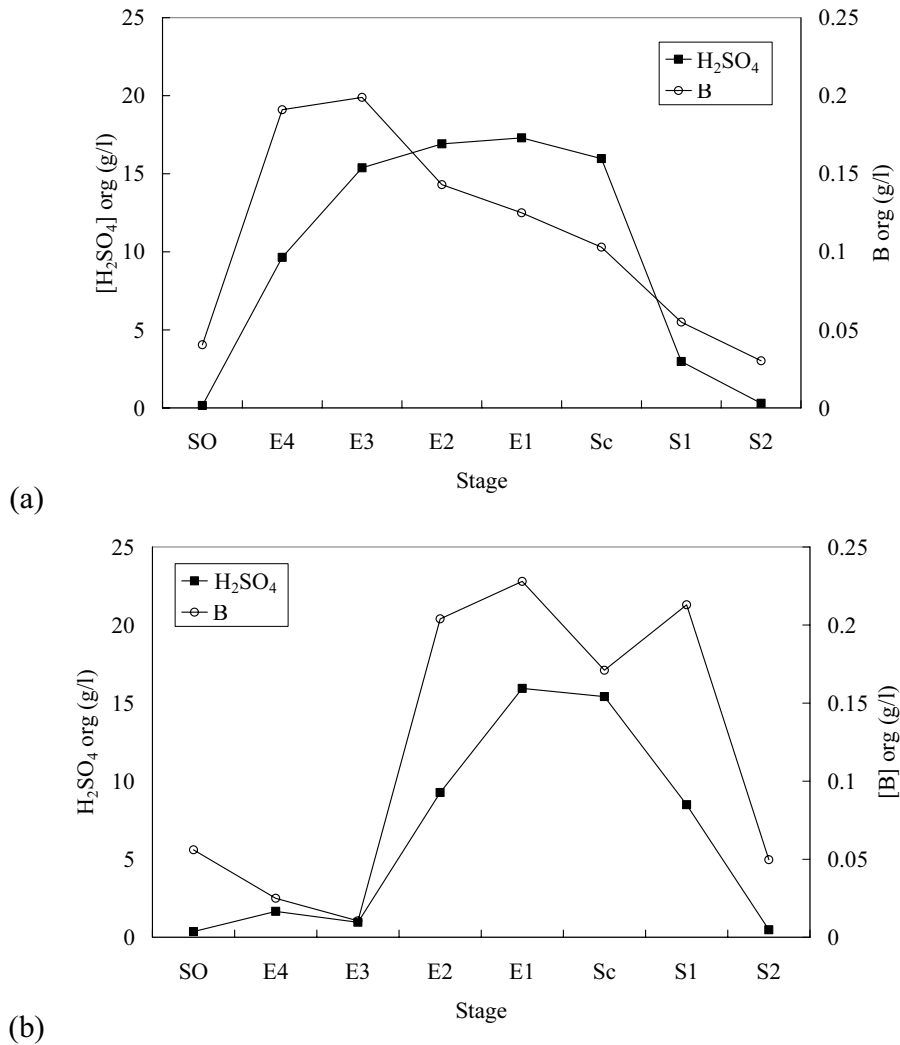 25
20
15
10
5
0
[H₂SO₄] org (g/l)
0.25
0.2
0.15
0.1
0.05
0
B org (g/l)
H₂SO₄
B
SO E4 E3 E2 E1 Sc S1 S2
Stage
(a)
25
20
15
10
5
0
H₂SO₄ org (g/l)
0.25
0.2
0.15
0.1
0.05
0
[B] org (g/l)
H₂SO₄
B
SO E4 E3 E2 E1 Sc S1 S2
Stage
(b)